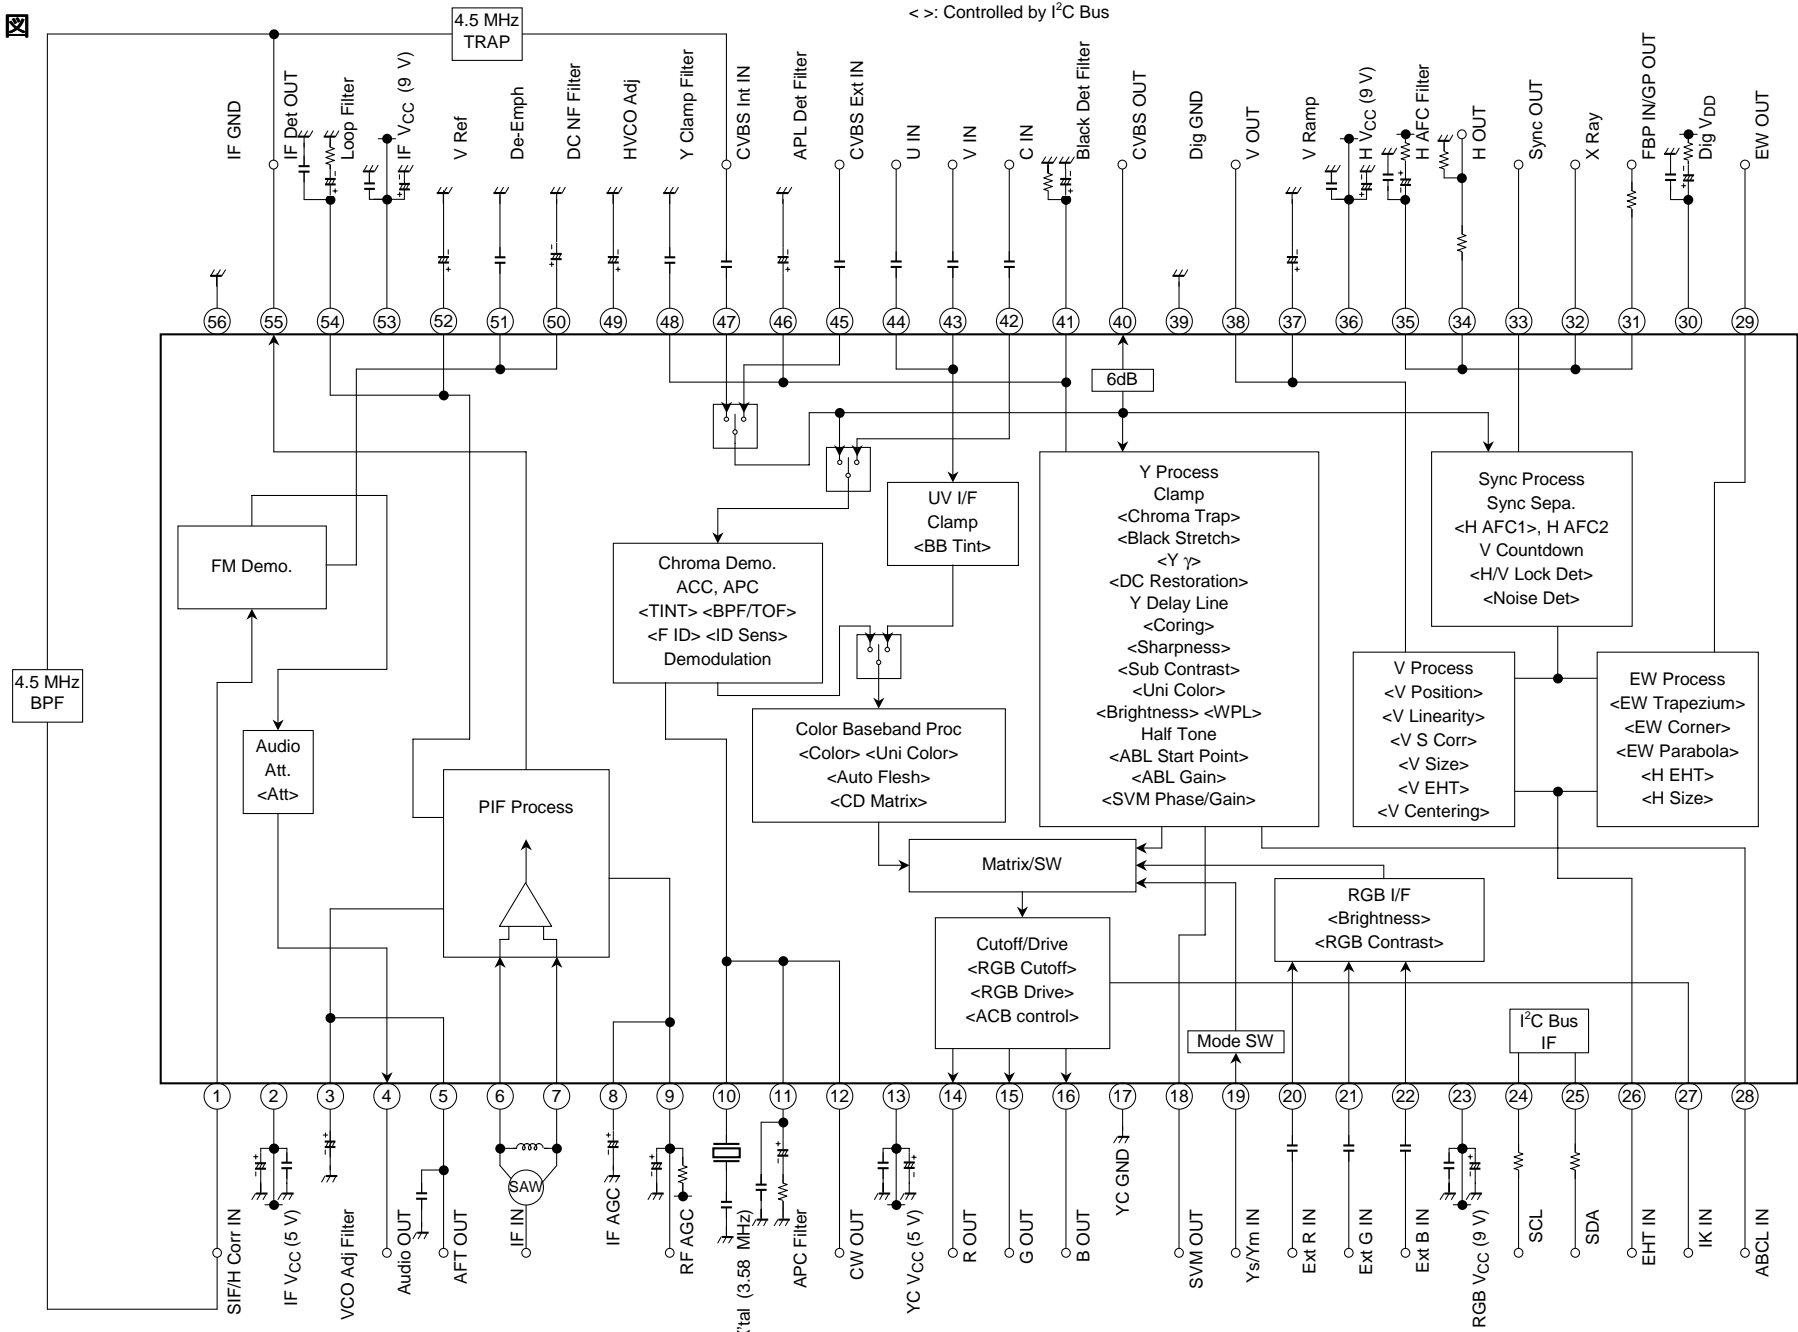 図
< >: Controlled by I²C Bus
4.5 MHz
TRAP
IF GND
IF Det OUT
Loop Filter
IF VCC (9 V)
V Ref
De-Emph
DC NF Filter
HVCO Adj
Y Clamp Filter
CVBS Int IN
APL Det Filter
CVBS Ext IN
U IN
V IN
C IN
Black Det Filter
CVBS OUT
Dig GND
V OUT
V Ramp
H VCC (9 V)
H AFC Filter
H OUT
Sync OUT
X Ray
FBP IN/GP OUT
Dig VDD
EW OUT
56
55
54
53
52
51
50
49
48
47
46
45
44
43
42
41
40
39
38
37
36
35
34
33
32
31
30
29
6dB
FM Demo.
UV I/F
Clamp
<BB Tint>
Chroma Demo.
ACC, APC
<TINT> <BPF/TOF>
<F ID> <ID Sens>
Demodulation
Y Process
Clamp
<Chroma Trap>
<Black Stretch>
<Y γ>
<DC Restoration>
Y Delay Line
<Coring>
<Sharpness>
<Sub Contrast>
<Uni Color>
<Brightness> <WPL>
Half Tone
<ABL Start Point>
<ABL Gain>
<SVM Phase/Gain>
Sync Process
Sync Sepa.
<H AFC1>, H AFC2
V Countdown
<H/V Lock Det>
<Noise Det>
V Process
<V Position>
<V Linearity>
<V S Corr>
<V Size>
<V EHT>
<V Centering>
EW Process
<EW Trapezium>
<EW Corner>
<EW Parabola>
<H EHT>
<H Size>
4.5 MHz
BPF
Audio
Att.
<Att>
PIF Process
Color Baseband Proc
<Color> <Uni Color>
<Auto Flesh>
<CD Matrix>
Matrix/SW
RGB I/F
<Brightness>
<RGB Contrast>
Cutoff/Drive
<RGB Cutoff>
<RGB Drive>
<ACB control>
Mode SW
I²C Bus
IF
1
2
3
4
5
6
7
8
9
10
11
12
13
14
15
16
17
18
19
20
21
22
23
24
25
26
27
28
SAW
SIF/H Corr IN
IF VCC (5 V)
VCO Adj Filter
Audio OUT
AFT OUT
IF IN
IF AGC
RF AGC
'tal (3.58 MHz)
APC Filter
CW OUT
YC VCC (5 V)
R OUT
G OUT
B OUT
YC GND
SVM OUT
Ys/Ym IN
Ext R IN
Ext G IN
Ext B IN
RGB VCC (9 V)
SCL
SDA
EHT IN
IK IN
ABCL IN